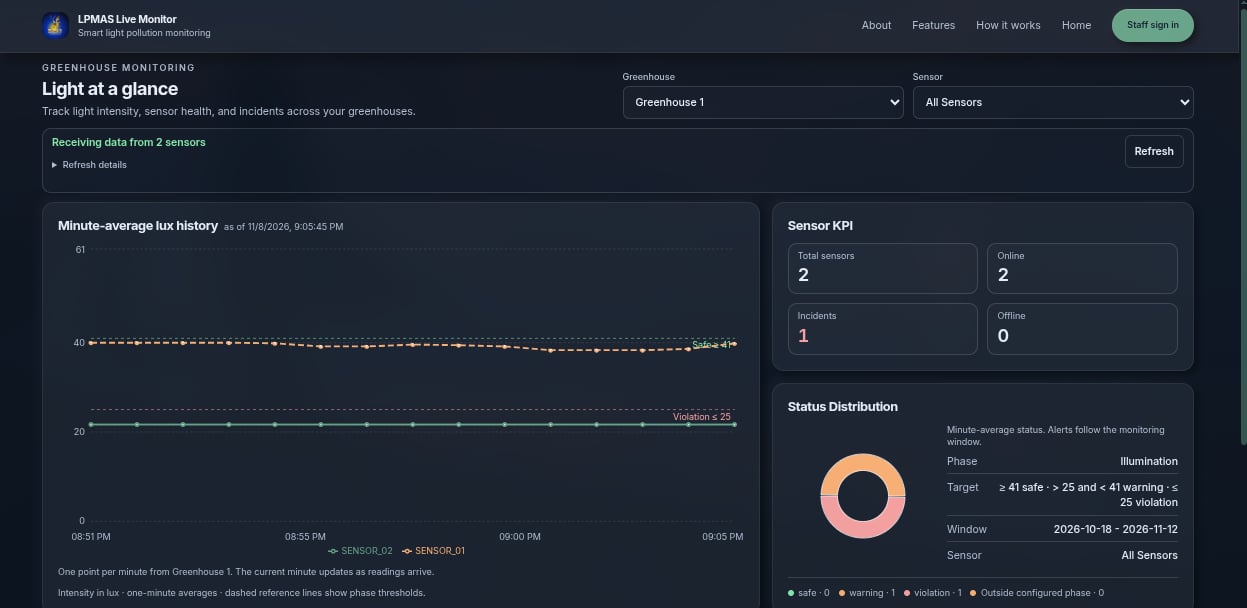 LPMAS Live Monitor
Smart light pollution monitoring
About Features How it works Home Staff sign in
GREENHOUSE MONITORING
Light at a glance
Track light intensity, sensor health, and incidents across your greenhouses.
Greenhouse
Greenhouse 1
Sensor
All Sensors
Receiving data from 2 sensors
Refresh details
Refresh
Minute-average lux history as of 11/8/2026, 9:05:45 PM
61
40
Safe ≥ 41
Violation ≤ 25
20
0
08:51 PM 08:55 PM 09:00 PM 09:05 PM
SENSOR_02 SENSOR_01
One point per minute from Greenhouse 1. The current minute updates as readings arrive.
Intensity in lux · one-minute averages · dashed reference lines show phase thresholds.
Sensor KPI
Total sensors
2
Online
2
Incidents
1
Offline
0
Status Distribution
Minute-average status. Alerts follow the monitoring
window.
Phase Illumination
Target ≥ 41 safe · > 25 and < 41 warning · ≤
25 violation
Window 2026-10-18 - 2026-11-12
Sensor All Sensors
safe · 0 warning · 1 violation · 1 Outside configured phase · 0